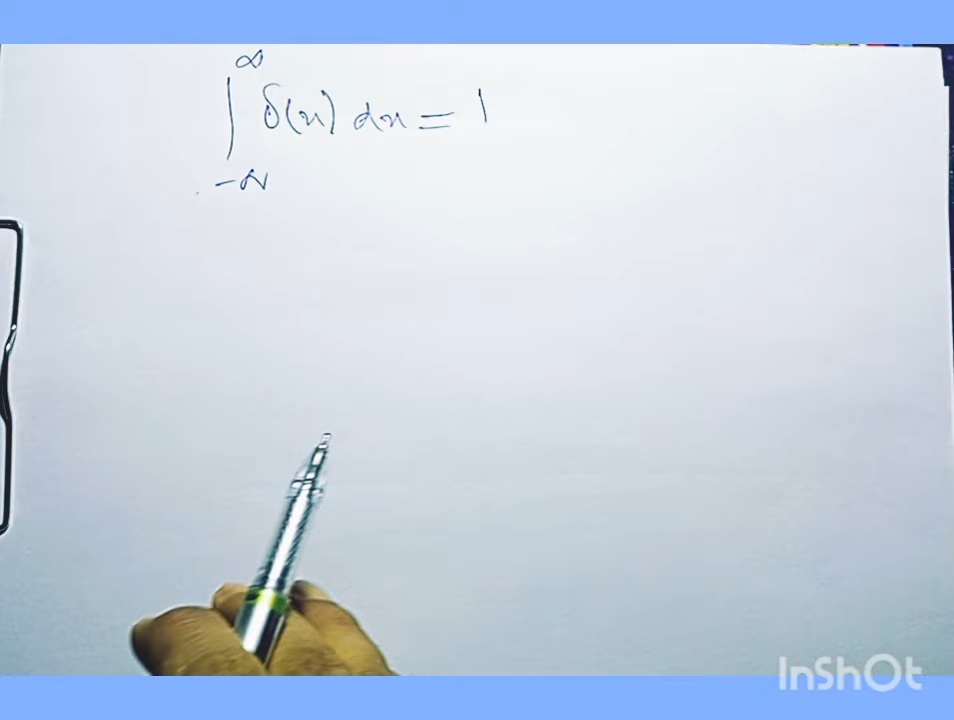 ∫_{-∞}^{∞} δ(x) dx = 1
InShOt